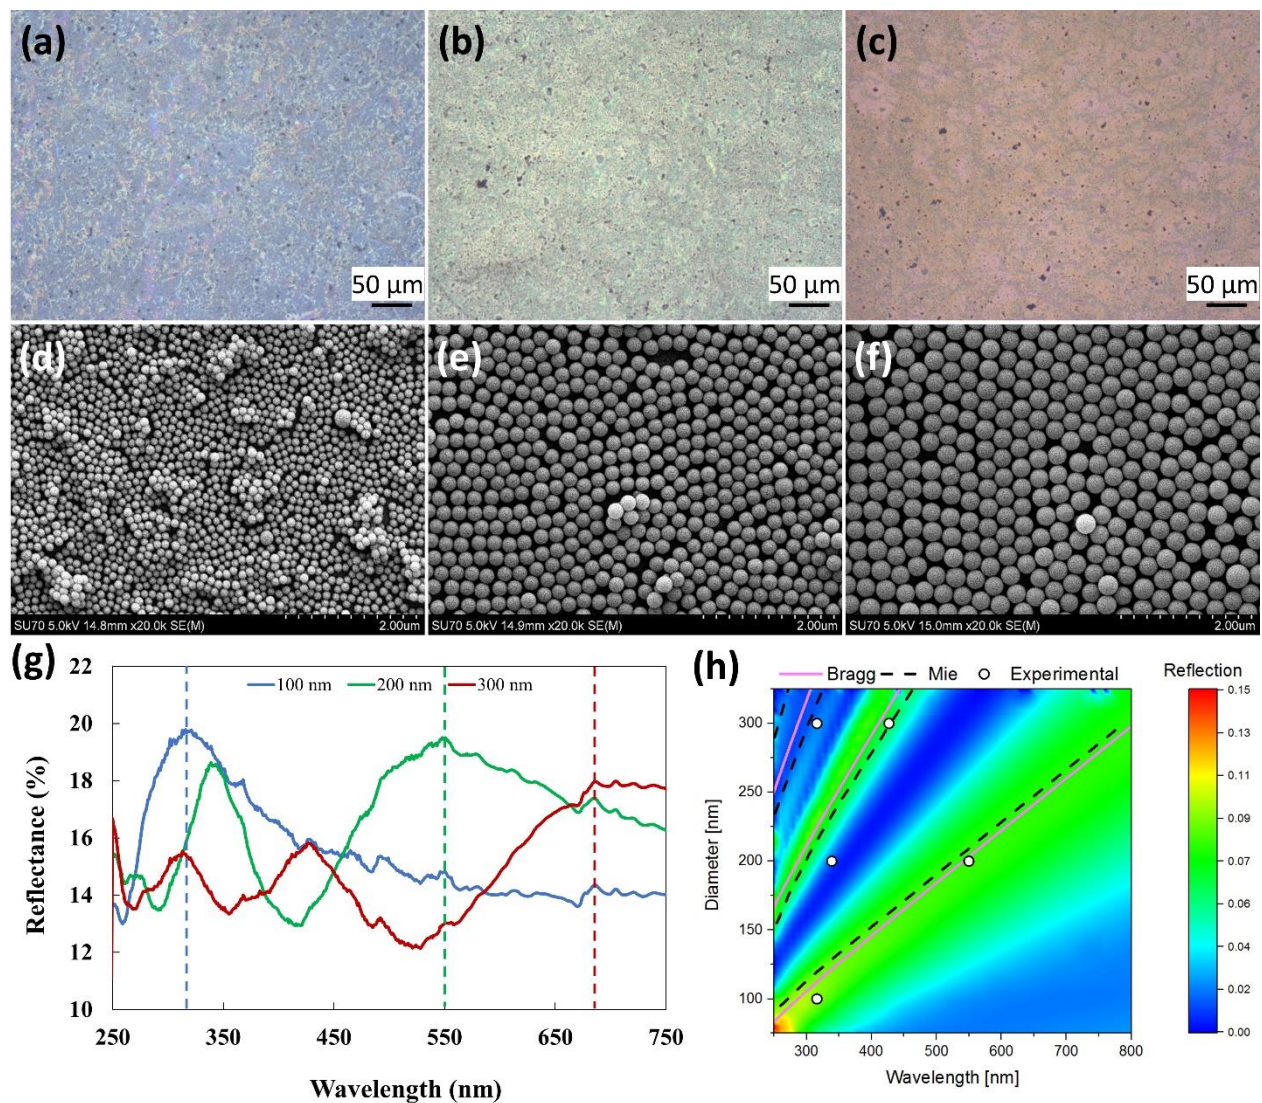 (a)
(b)
(c)
50 µm
50 µm
50 µm
(d)
(e)
(f)
SU70 5.0kV 14.8mm x20.0k SE(M)
2.00um
SU70 5.0kV 14.9mm x20.0k SE(M)
2.00um
SU70 5.0kV 15.0mm x20.0k SE(M)
2.00um
(g)
22
20
18
16
14
12
10
Reflectance (%)
100 nm
200 nm
300 nm
250
350
450
550
650
750
Wavelength (nm)
(h)
Bragg
Mie
Experimental
Reflection
300
250
200
150
100
Diameter [nm]
300
400
500
600
700
800
Wavelength [nm]
0.15
0.13
0.11
0.09
0.07
0.06
0.04
0.02
0.00